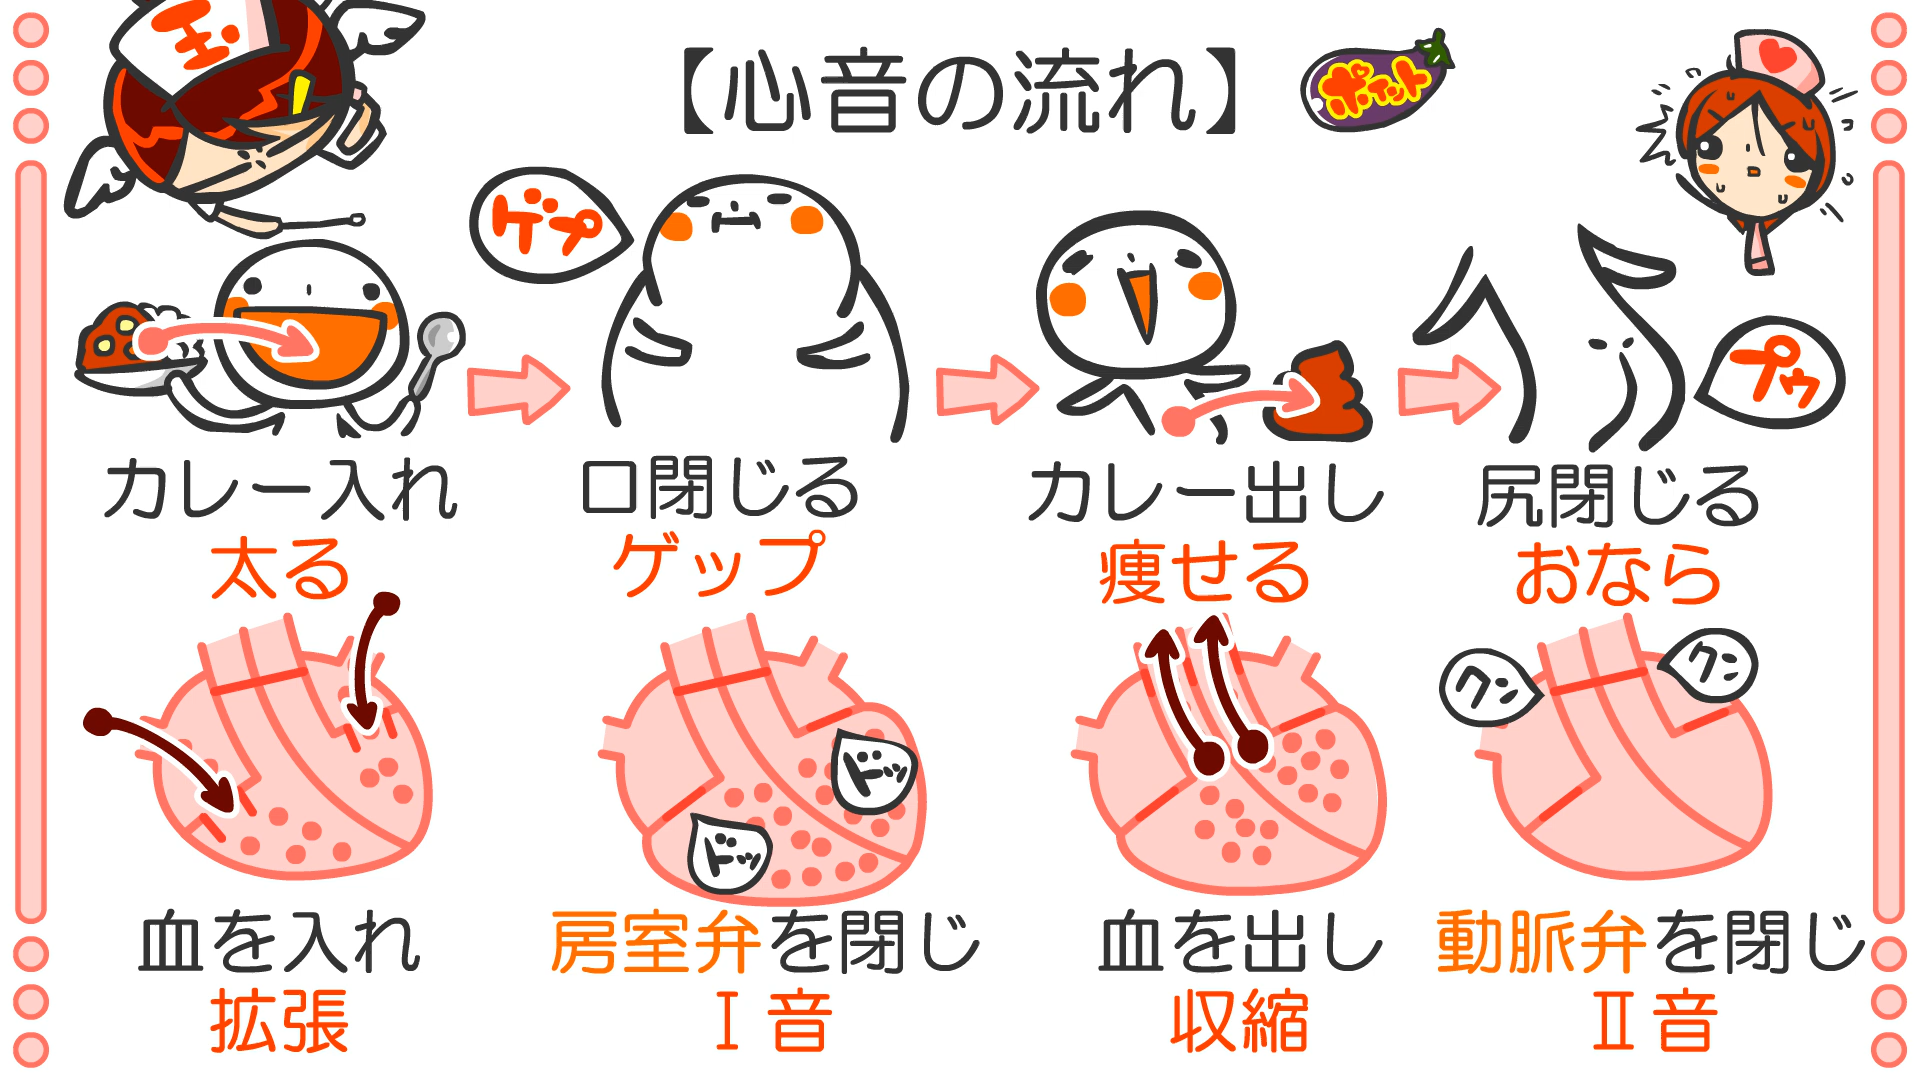 玉
【心音の流れ】
ポイント
ゲプ
プゥ
カレー入れ
太る
口閉じる
ゲップ
カレー出し
痩せる
尻閉じる
おなら
ドッ
ドッ
クン
クン
血を入れ
拡張
房室弁を閉じ
Ⅰ音
血を出し
収縮
動脈弁を閉じ
Ⅱ音